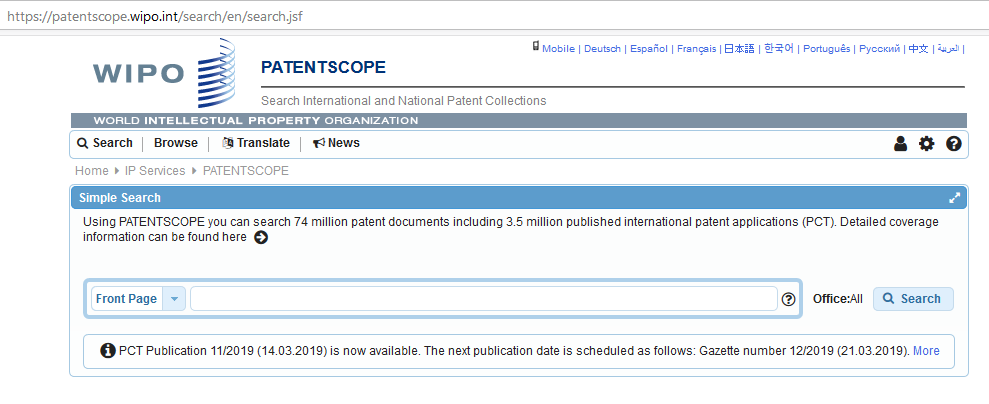 https://patentscope.wipo.int/search/en/search.jsf
Mobile | Deutsch | Español | Français | 日本語 | 한국어 | Português | Русский | 中文 | العربية |
WIPO
PATENTSCOPE
Search International and National Patent Collections
WORLD INTELLECTUAL PROPERTY ORGANIZATION
Search | Browse | Translate | News
Home IP Services PATENTSCOPE
Simple Search
Using PATENTSCOPE you can search 74 million patent documents including 3.5 million published international patent applications (PCT). Detailed coverage
information can be found here
Front Page Office:All Search
PCT Publication 11/2019 (14.03.2019) is now available. The next publication date is scheduled as follows: Gazette number 12/2019 (21.03.2019). More